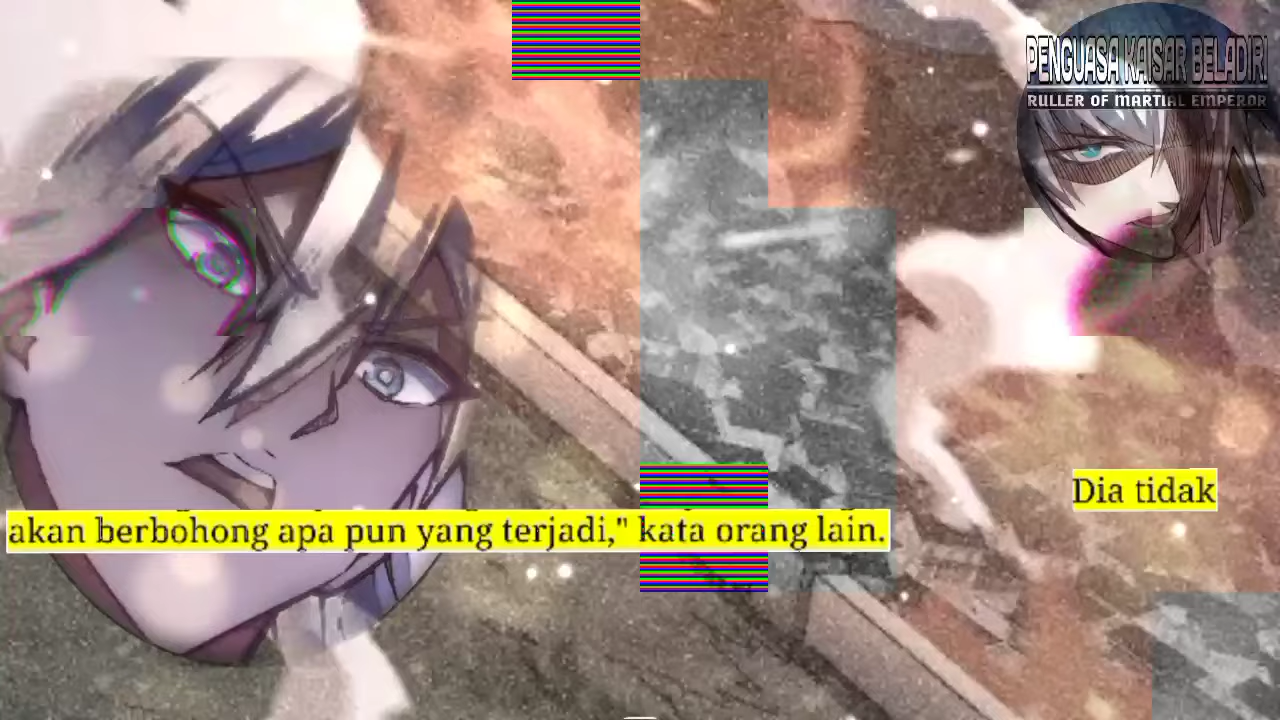 PENGUASA KAISAR BELADIRI
RULLER OF MARTIAL EMPEROR
Dia tidak
akan berbohong apa pun yang terjadi," kata orang lain.